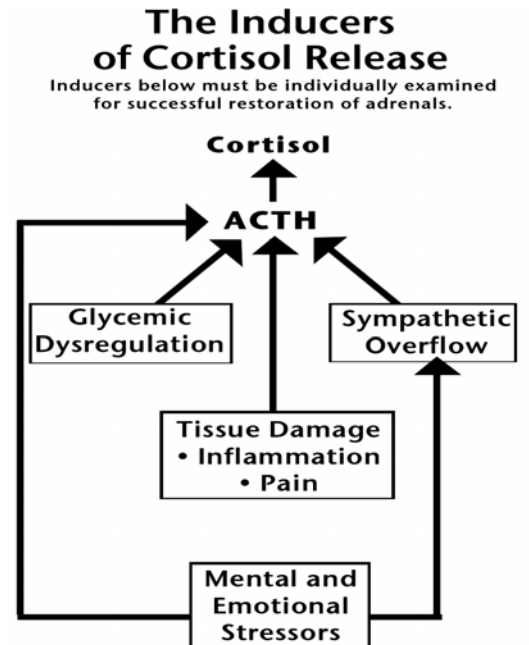 The Inducers
of Cortisol Release
Inducers below must be individually examined
for successful restoration of adrenals.
Cortisol
ACTH
Glycemic
Dysregulation
Sympathetic
Overflow
Tissue Damage
• Inflammation
• Pain
Mental and
Emotional
Stressors